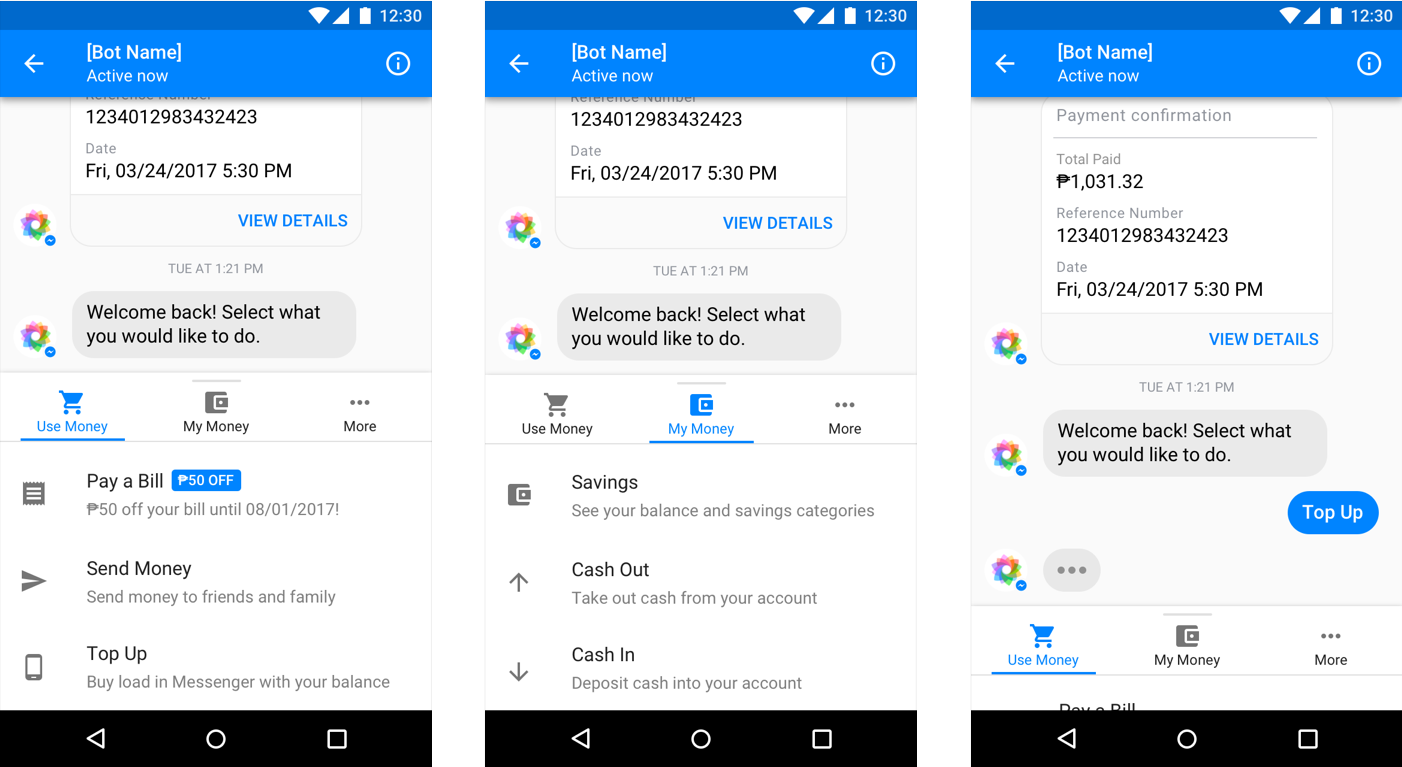 12:30
[Bot Name]
Active now
Reference Number
1234012983432423
Date
Fri, 03/24/2017 5:30 PM
VIEW DETAILS
TUE AT 1:21 PM
Welcome back! Select what
you would like to do.
Use Money
My Money
More
Pay a Bill
₱50 OFF
₱50 off your bill until 08/01/2017!
Send Money
Send money to friends and family
Top Up
Buy load in Messenger with your balance
12:30
[Bot Name]
Active now
Reference Number
1234012983432423
Date
Fri, 03/24/2017 5:30 PM
VIEW DETAILS
TUE AT 1:21 PM
Welcome back! Select what
you would like to do.
Use Money
My Money
More
Savings
See your balance and savings categories
Cash Out
Take out cash from your account
Cash In
Deposit cash into your account
12:30
[Bot Name]
Active now
Payment confirmation
Total Paid
₱1,031.32
Reference Number
1234012983432423
Date
Fri, 03/24/2017 5:30 PM
VIEW DETAILS
TUE AT 1:21 PM
Welcome back! Select what
you would like to do.
Top Up
Use Money
My Money
More
Pay a Bill